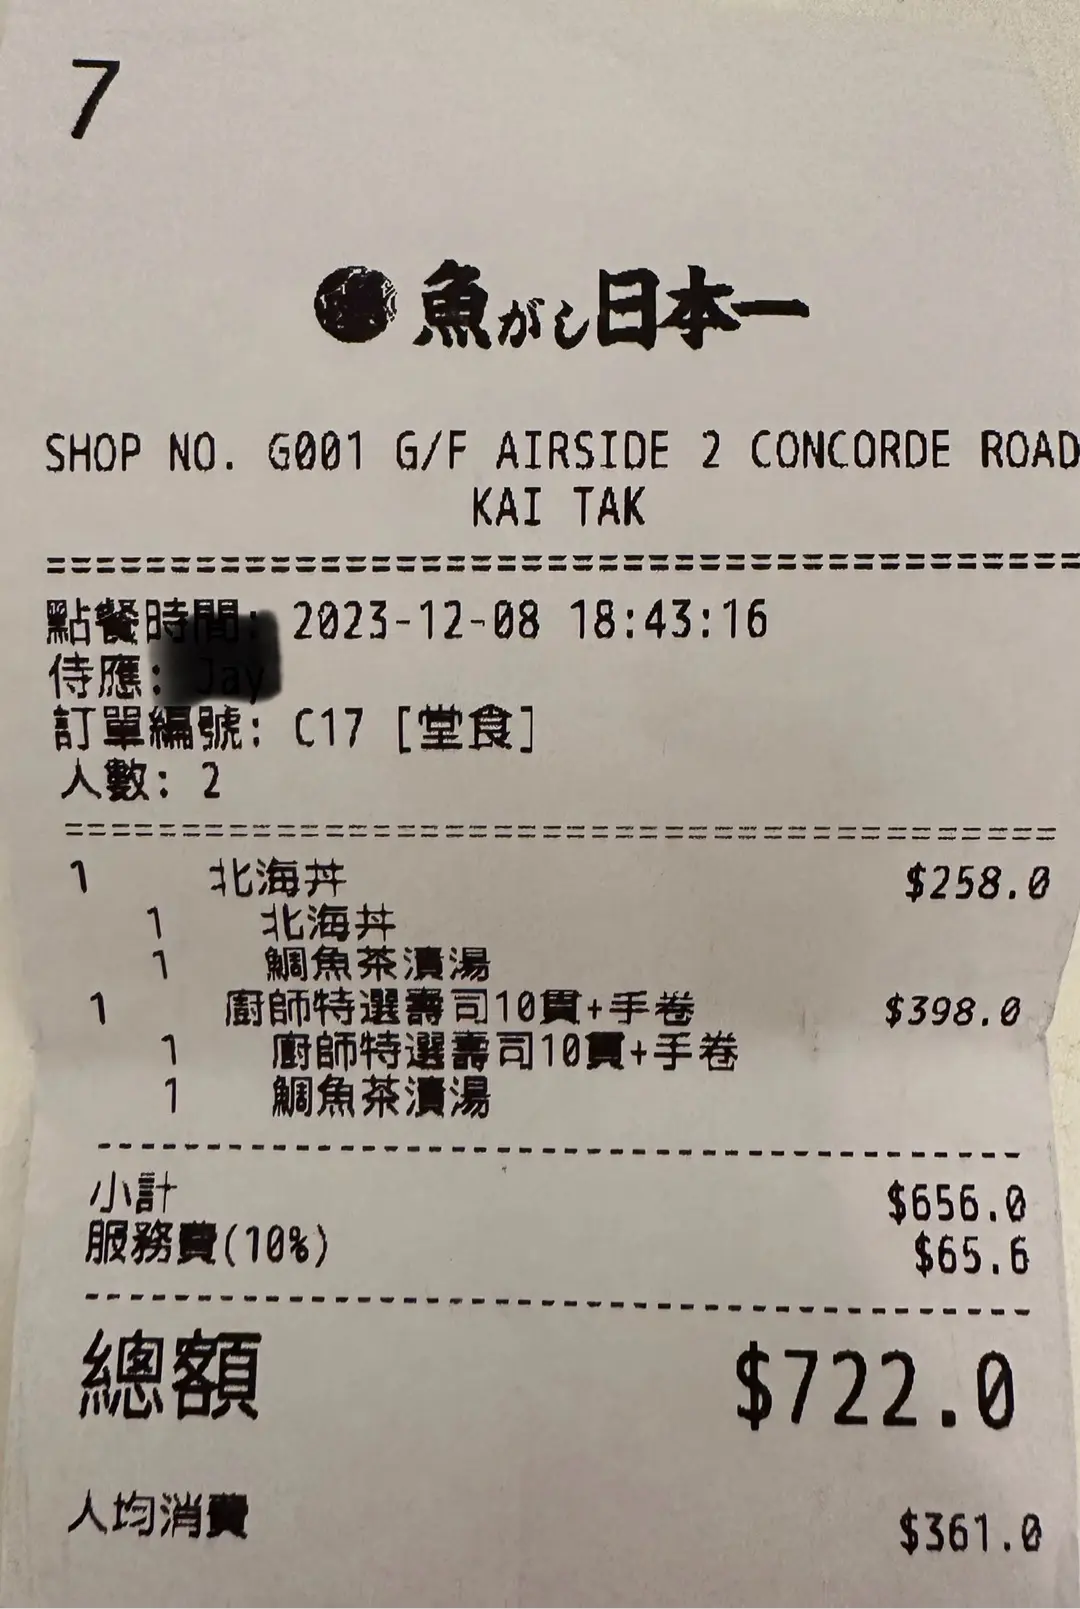 7
魚がし日本一
SHOP NO. G001 G/F AIRSIDE 2 CONCORDE ROAD
KAI TAK
點餐時間: 2023-12-08 18:43:16
侍應: Jay
訂單編號: C17 [堂食]
人數: 2
1 北海丼 $258.0
1 北海丼
1 鯛魚茶漬湯
1 廚師特選壽司10貫+手卷 $398.0
1 廚師特選壽司10貫+手卷
1 鯛魚茶漬湯
小計 $656.0
服務費(10%) $65.6
總額 $722.0
人均消費 $361.0